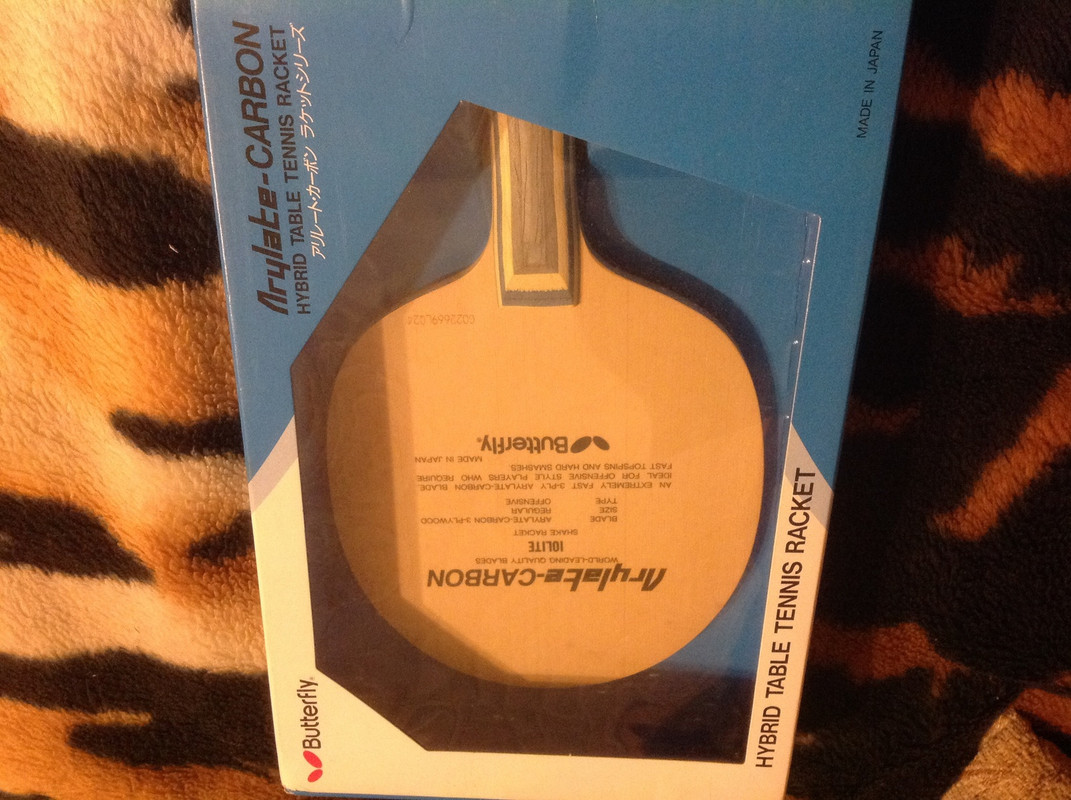 Arylate-CARBON
HYBRID TABLE TENNIS RACKET
アリレート・カーボン ラケットシリーズ
MADE IN JAPAN
Butterfly®
HYBRID TABLE TENNIS RACKET
Arylate-CARBON
WORLD-LEADING QUALITY BLADES
IOLITE
SHAKE RACKET
BLADE ARYLATE-CARBON 3-PLYWOOD
SIZE REGULAR
TYPE OFFENSIVE
AN EXTREMELY FAST 3-PLY ARYLATE-CARBON BLADE
IDEAL FOR OFFENSIVE STYLE PLAYERS WHO REQUIRE
FAST TOPSPINS AND HARD SMASHES
MADE IN JAPAN
Butterfly®